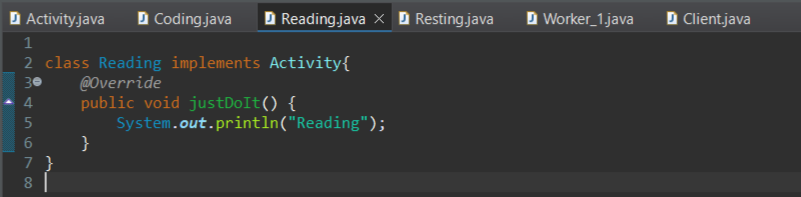 Activity.java Coding.java Reading.java Resting.java Worker_1.java Client.java
1
2 class Reading implements Activity{
3 @Override
4 public void justDoIt() {
5 System.out.println("Reading");
6 }
7 }
8